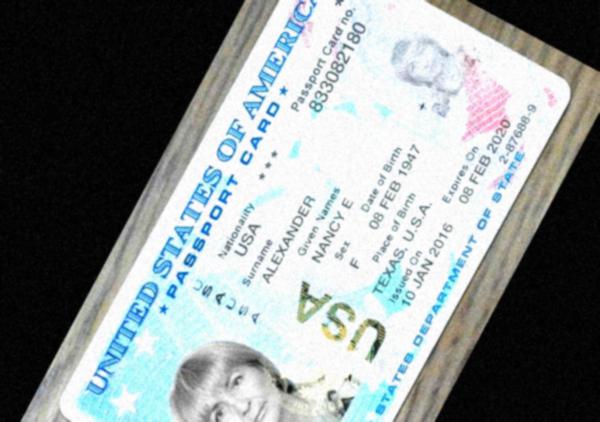 UNITED STATES OF AMERICA
★ PASSPORT CARD ★
Passport Card no.
833082180
Nationality
USA
***
Surname
ALEXANDER
Given Names
NANCY E
Sex
F
Date of Birth
08 FEB 1947
Place of Birth
TEXAS, U.S.A.
Issued On
10 JAN 2016
Expires On
08 FEB 2020
2-87688-9
USAUSA
USA
STATES DEPARTMENT OF STATE